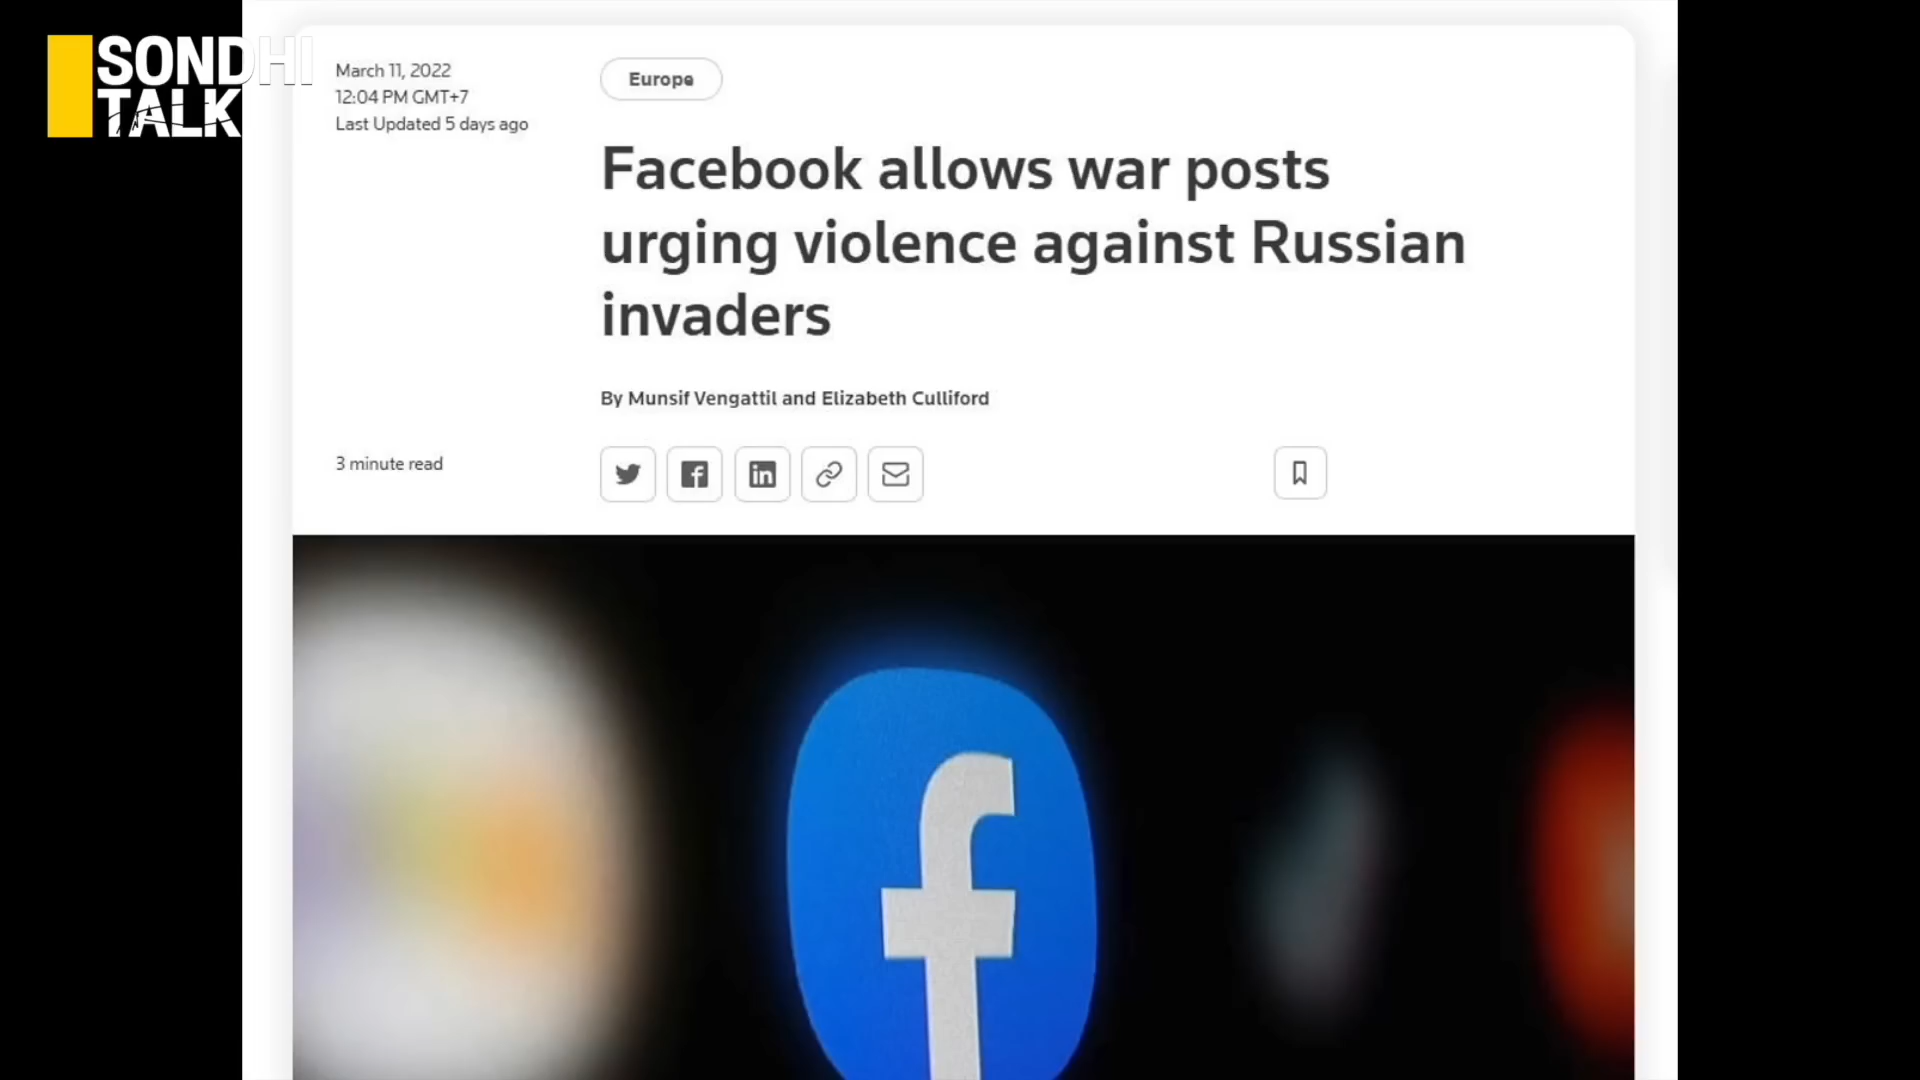 SONDHI
TALK
March 11, 2022
12:04 PM GMT+7
Last Updated 5 days ago
Europe
Facebook allows war posts
urging violence against Russian
invaders
By Munsif Vengattil and Elizabeth Culliford
3 minute read